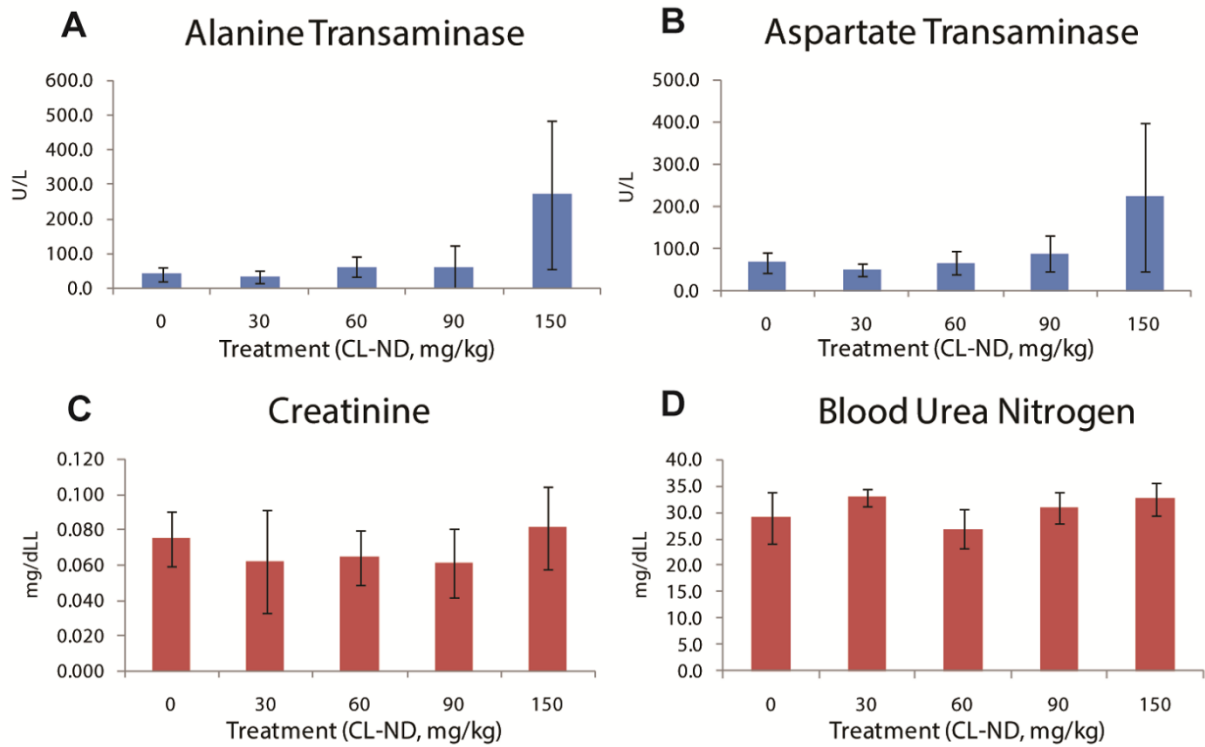 A
Alanine Transaminase
600.0
500.0
400.0
300.0
200.0
100.0
0.0
U/L
0 30 60 90 150
Treatment (CL-ND, mg/kg)
B
Aspartate Transaminase
500.0
400.0
300.0
200.0
100.0
0.0
U/L
0 30 60 90 150
Treatment (CL-ND, mg/kg)
C
Creatinine
0.120
0.100
0.080
0.060
0.040
0.020
0.000
mg/dLL
0 30 60 90 150
Treatment (CL-ND, mg/kg)
D
Blood Urea Nitrogen
40.0
35.0
30.0
25.0
20.0
15.0
10.0
5.0
0.0
mg/dLL
0 30 60 90 150
Treatment (CL-ND, mg/kg)